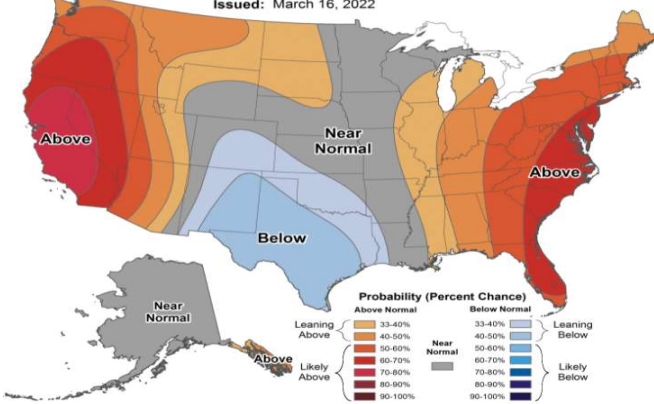 Issued: March 16, 2022
Above
Near
Normal
Above
Below
Near
Normal
Above
Probability (Percent Chance)
Above Normal
Below Normal
Leaning
Above
33-40%
40-50%
Likely
Above
50-60%
60-70%
70-80%
80-90%
90-100%
Near
Normal
33-40%
40-50%
Leaning
Below
50-60%
60-70%
70-80%
80-90%
90-100%
Likely
Below